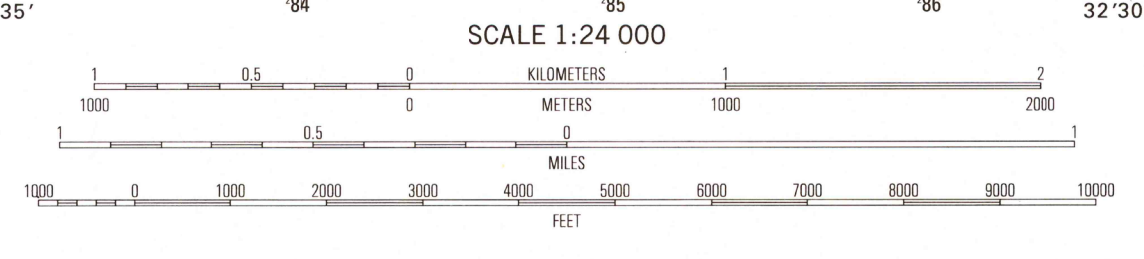 35' ²84 ²85 ²86 32'30
SCALE 1:24 000
1 0.5 0 KILOMETERS 1 2
1000 0 METERS 1000 2000
1 0.5 0 1
MILES
1000 0 1000 2000 3000 4000 5000 6000 7000 8000 9000 10000
FEET